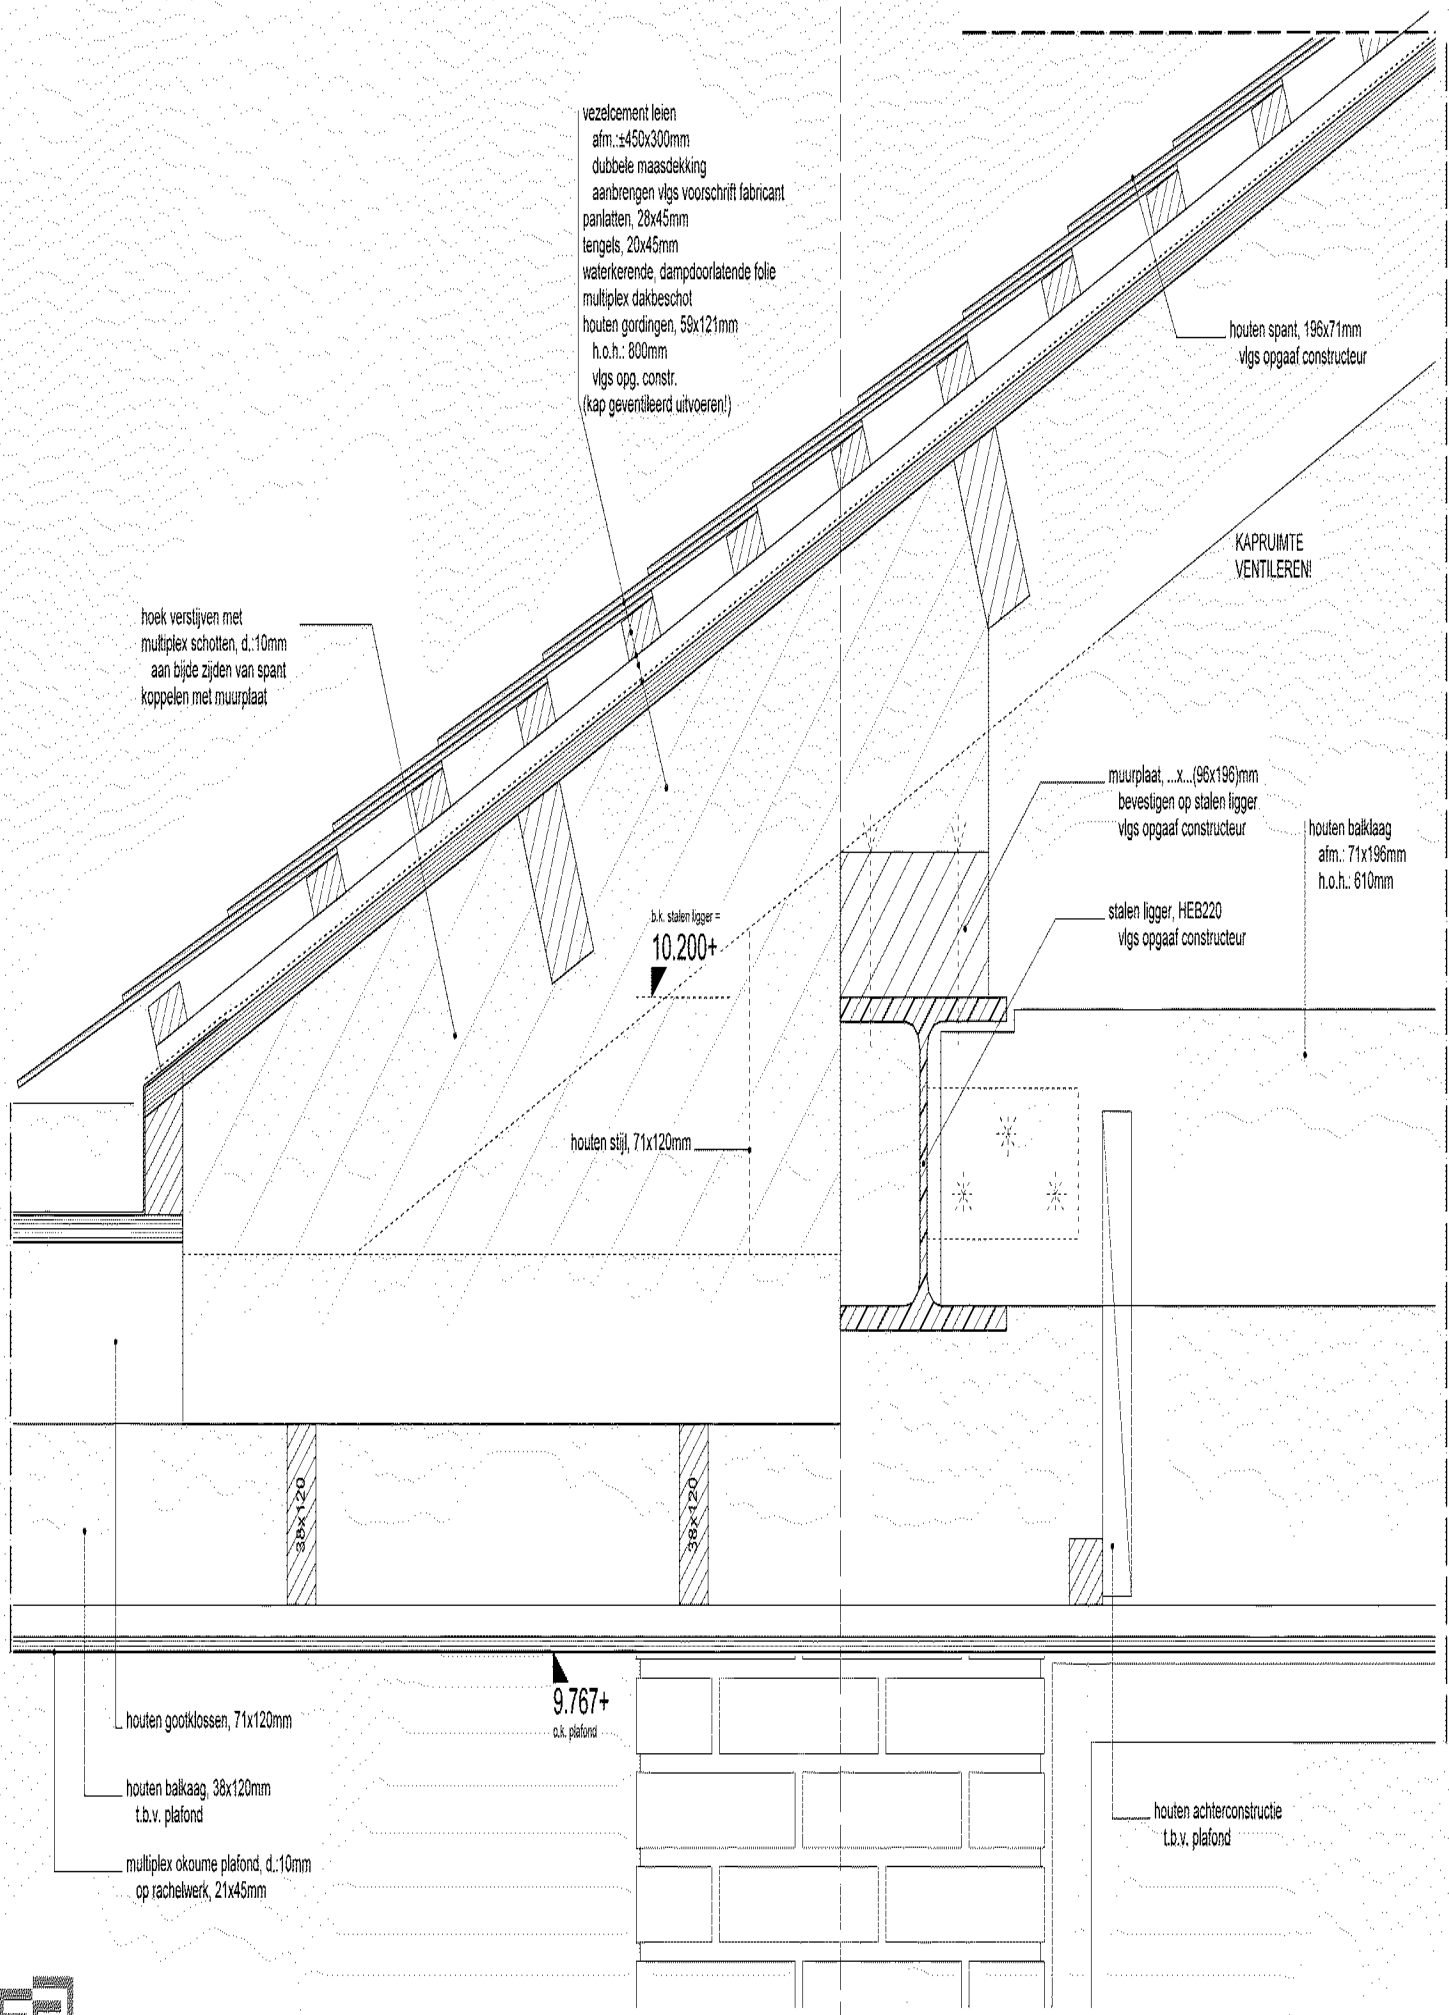 vezelcement leien
afm.:±450x300mm
dubbele maasdekking
aanbrengen vlgs voorschrift fabricant
panlatten, 28x45mm
tengels, 20x45mm
waterkerende, dampdoorlatende folie
multiplex dakbeschot
houten gordingen, 59x121mm
h.o.h.: 800mm
vlgs opg. constr.
(kap geventileerd uitvoeren!)
houten spant, 196x71mm
vlgs opgaaf constructeur
KAPRUIMTE
VENTILEREN!
hoek verstijven met
multiplex schotten, d.:10mm
aan bijde zijden van spant
koppelen met muurplaat
muurplaat, ...x...(96x196)mm
bevestigen op stalen ligger
vlgs opgaaf constructeur
houten balklaag
afm.: 71x196mm
h.o.h.: 610mm
stalen ligger, HEB220
vlgs opgaaf constructeur
b.k. stalen ligger =
10.200+
houten stijl, 71x120mm
38x120
38x120
9.767+
o.k. plafond
houten gootklossen, 71x120mm
houten balkaag, 38x120mm
t.b.v. plafond
multiplex okoume plafond, d.:10mm
op rachelwerk, 21x45mm
houten achterconstructie
t.b.v. plafond